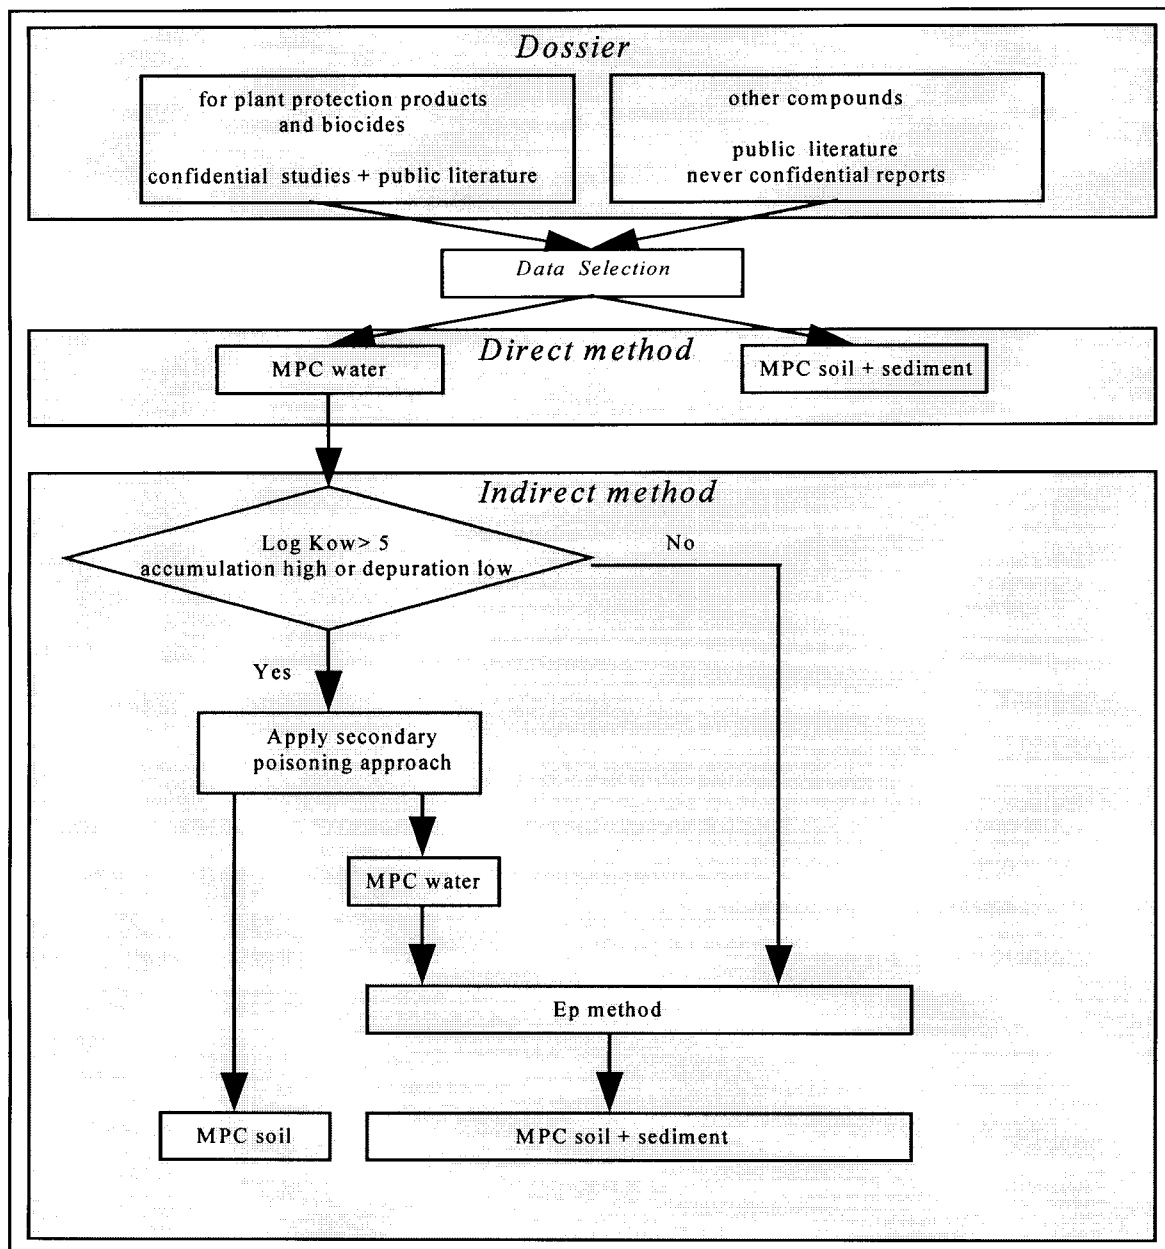 Dossier
for plant protection products
and biocides
confidential studies + public literature
other compounds
public literature
never confidential reports
Data Selection
Direct method
MPC water
MPC soil + sediment
Indirect method
Log Kow> 5
accumulation high or depuration low
No
Yes
Apply secondary
poisoning approach
MPC water
Ep method
MPC soil
MPC soil + sediment